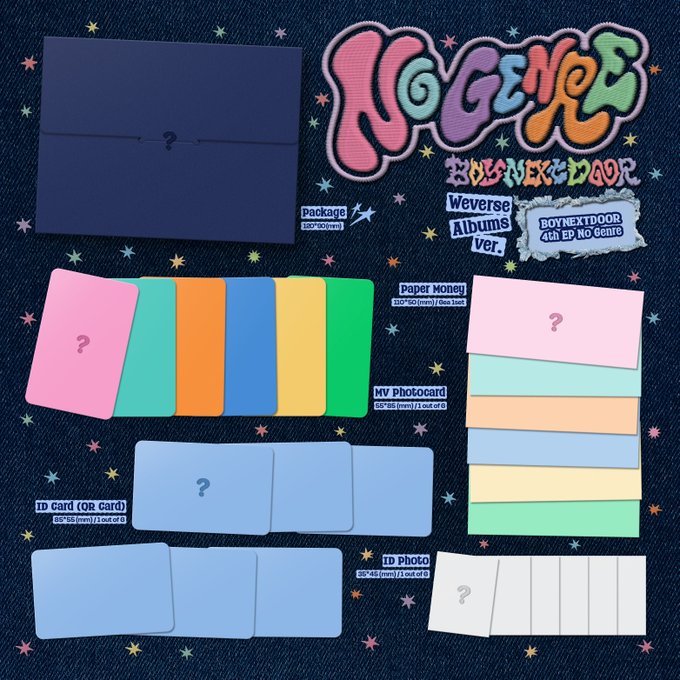 ?
NO GENRE
BOYNEXTDOOR
Package
120*90(mm)
Weverse
Albums
ver.
BOYNEXTDOOR
4th EP No Genre
?
Paper Money
110*50(mm) / 6ea 1set
?
MV Photocard
55*85(mm) / 1 out of 6
?
ID Card (QR Card)
85*55(mm) / 1 out of 6
ID Photo
35*45(mm) / 1 out of 6
?